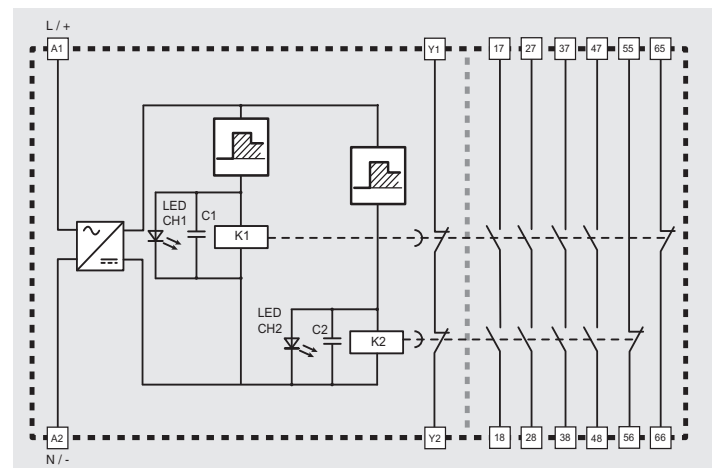 L / +
A1
Y1
17
27
37
47
55
65
LED
CH1
C1
K1
LED
CH2
C2
K2
A2
Y2
18
28
38
48
56
66
N / -